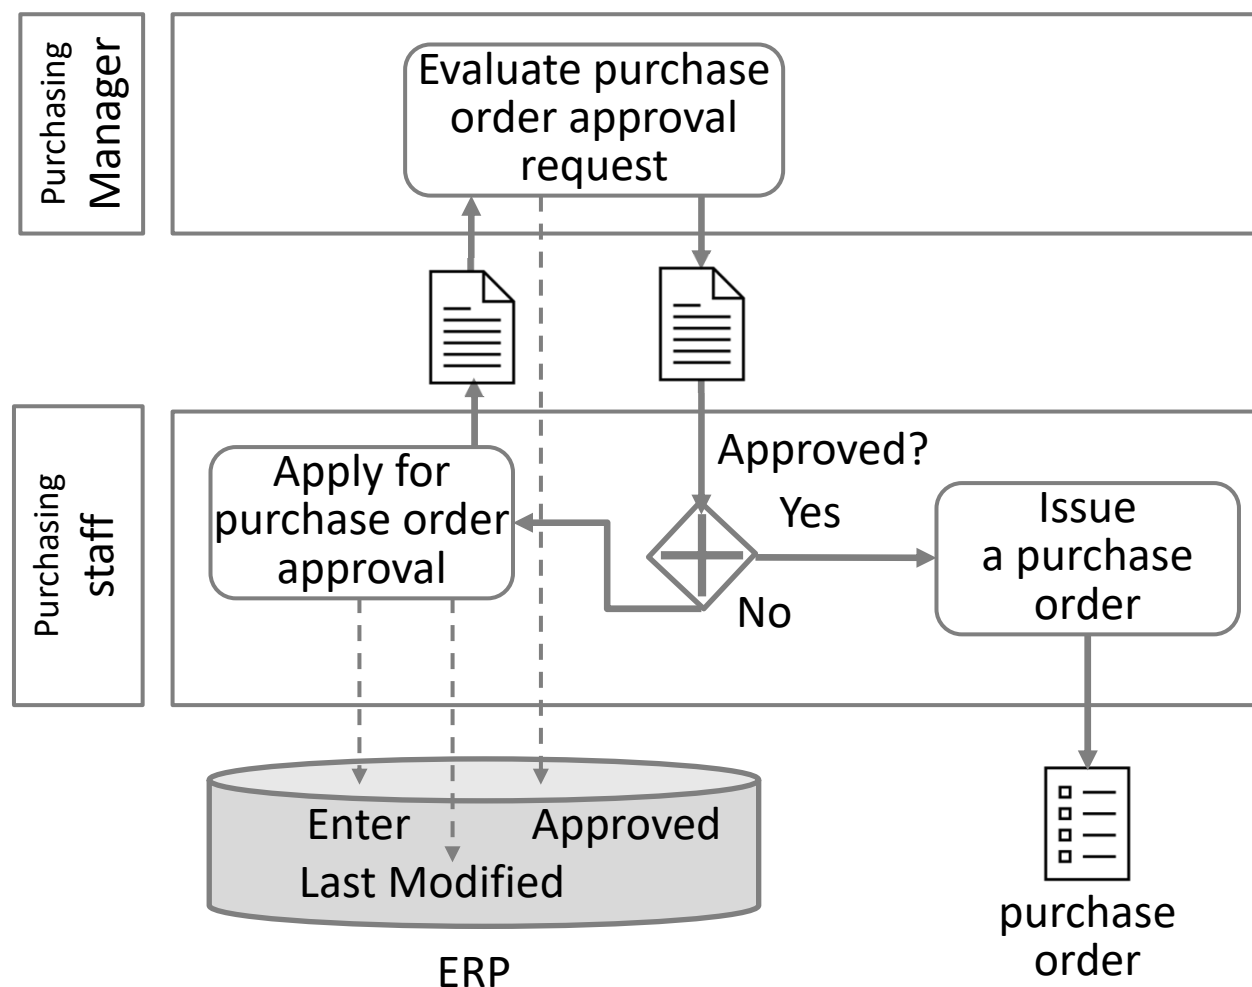 Purchasing
Manager
Evaluate purchase
order approval
request
Purchasing
staff
Apply for
purchase order
approval
Approved?
Yes
No
Issue
a purchase
order
Enter
Approved
Last Modified
ERP
purchase
order